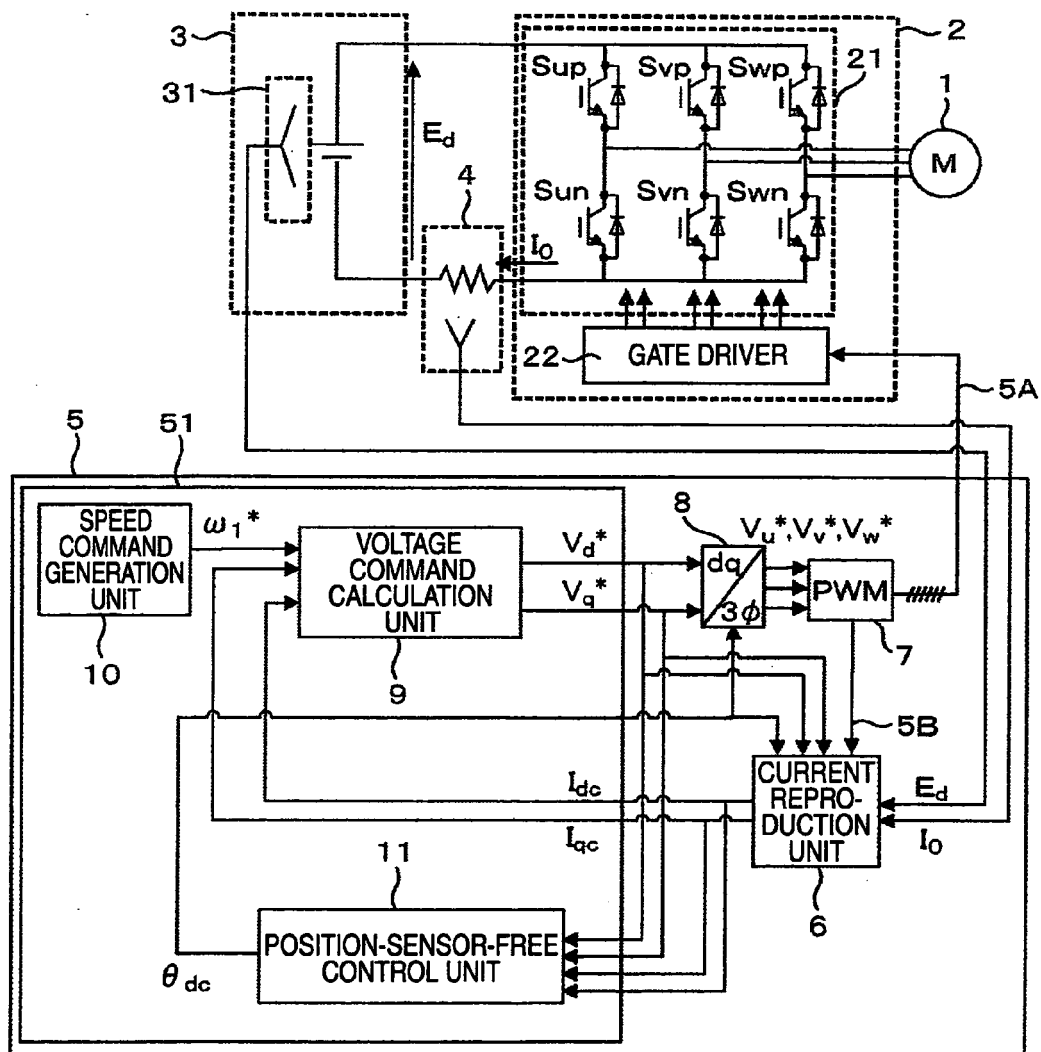 3
2
Sup
Svp
Swp
21
31
1
E_d
M
4
Sun
Svn
Swn
I_0
22
GATE DRIVER
5A
5
51
SPEED
COMMAND
GENERATION
UNIT
ω_1*
VOLTAGE
COMMAND
CALCULATION
UNIT
V_d*
V_q*
8
V_u*,V_v*,V_w*
dq
3φ
PWM
10
9
7
5B
CURRENT
REPRO-
DUCTION
UNIT
I_dc
E_d
I_qc
I_0
11
6
POSITION-SENSOR-FREE
CONTROL UNIT
θ_dc